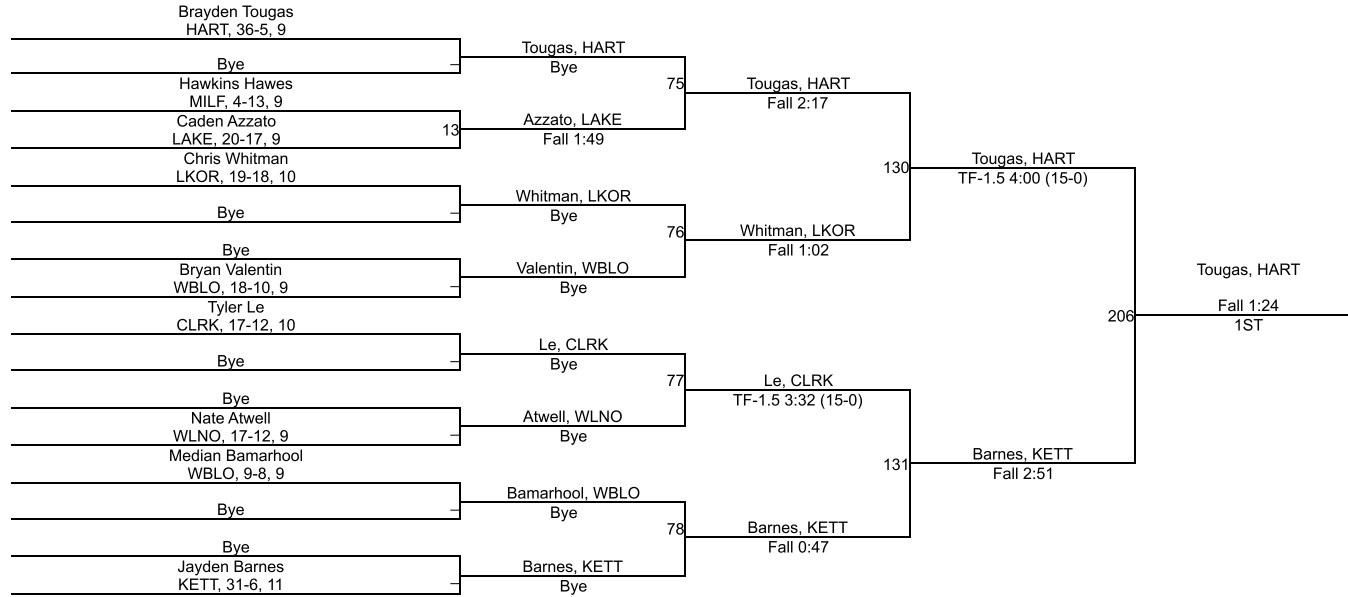 Brayden Tougas
HART, 36-5, 9
Bye
Hawkins Hawes
MILF, 4-13, 9
Caden Azzato
LAKE, 20-17, 9
13
Chris Whitman
LKOR, 19-18, 10
Bye
Bye
Bryan Valentin
WBLO, 18-10, 9
Tyler Le
CLRK, 17-12, 10
Bye
Bye
Nate Atwell
WLNO, 17-12, 9
Median Bamarhool
WBLO, 9-8, 9
Bye
Bye
Jayden Barnes
KETT, 31-6, 11
Tougas, HART
Bye
75
Azzato, LAKE
Fall 1:49
Whitman, LKOR
Bye
76
Valentin, WBLO
Bye
Le, CLRK
Bye
77
Atwell, WLNO
Bye
Bamarhool, WBLO
Bye
78
Barnes, KETT
Bye
Tougas, HART
Fall 2:17
130
Whitman, LKOR
Fall 1:02
Le, CLRK
TF-1.5 3:32 (15-0)
131
Barnes, KETT
Fall 0:47
Tougas, HART
TF-1.5 4:00 (15-0)
206
Barnes, KETT
Fall 2:51
Tougas, HART
Fall 1:24
1ST